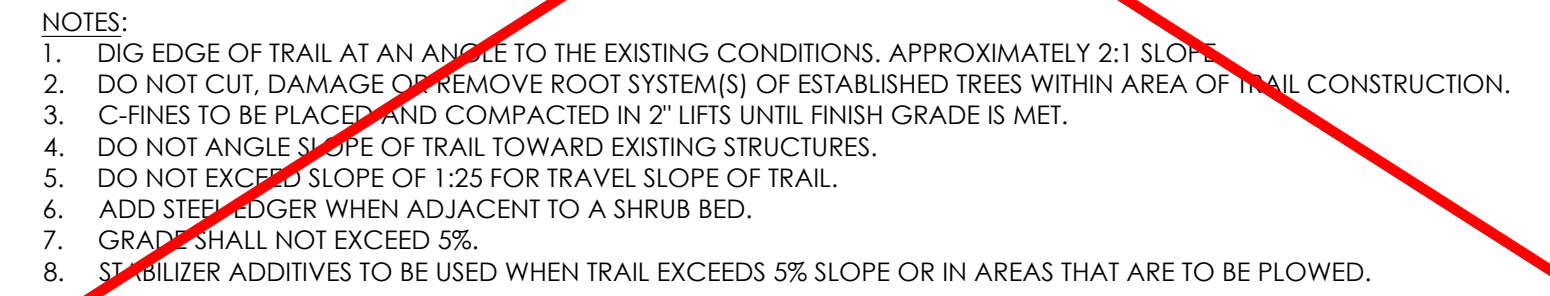 NOTES:
1. DIG EDGE OF TRAIL AT AN ANGLE TO THE EXISTING CONDITIONS. APPROXIMATELY 2:1 SLOPE
2. DO NOT CUT, DAMAGE OR REMOVE ROOT SYSTEM(S) OF ESTABLISHED TREES WITHIN AREA OF TRAIL CONSTRUCTION.
3. C-FINES TO BE PLACED AND COMPACTED IN 2" LIFTS UNTIL FINISH GRADE IS MET.
4. DO NOT ANGLE SLOPE OF TRAIL TOWARD EXISTING STRUCTURES.
5. DO NOT EXCEED SLOPE OF 1:25 FOR TRAVEL SLOPE OF TRAIL.
6. ADD STEEL EDGER WHEN ADJACENT TO A SHRUB BED.
7. GRADE SHALL NOT EXCEED 5%.
8. STABILIZER ADDITIVES TO BE USED WHEN TRAIL EXCEEDS 5% SLOPE OR IN AREAS THAT ARE TO BE PLOWED.